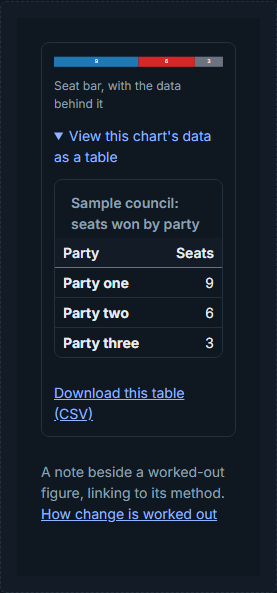 9 6 3
Seat bar, with the data
behind it
▼ View this chart's data
as a table
Sample council:
seats won by party
Party Seats
Party one 9
Party two 6
Party three 3
Download this table
(CSV)
A note beside a worked-out
figure, linking to its method.
How change is worked out